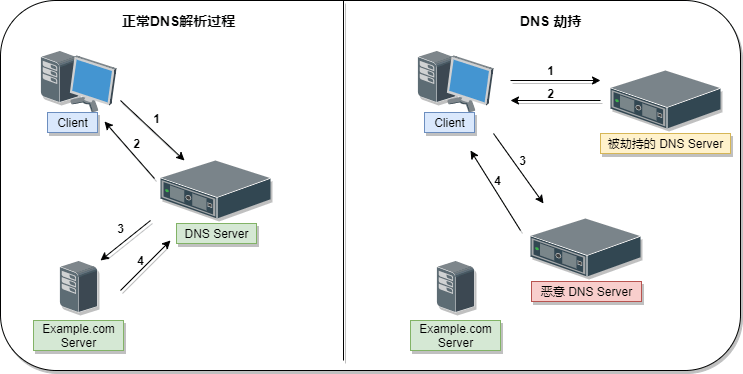 正常DNS解析过程
Client
1
2
DNS Server
3
4
Example.com
Server
DNS 劫持
Client
1
2
被劫持的 DNS Server
3
4
恶意 DNS Server
Example.com
Server